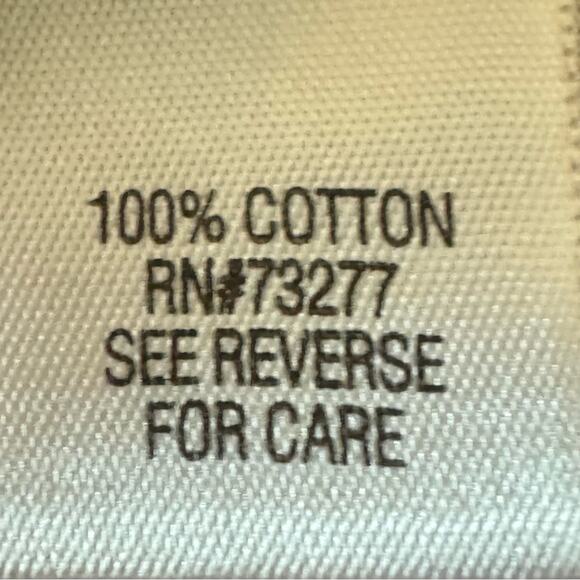 100% COTTON
RN#73277
SEE REVERSE
FOR CARE